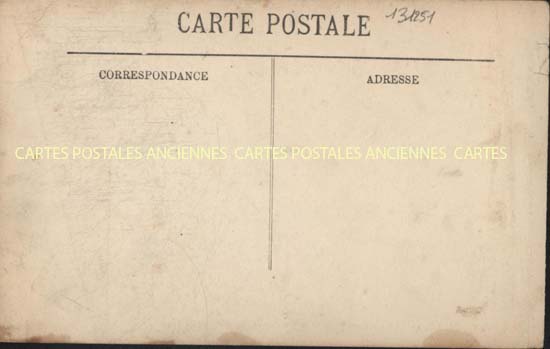 CARTE POSTALE
131251
CORRESPONDANCE
ADRESSE
CARTES POSTALES ANCIENNES CARTES POSTALES ANCIENNES CARTES